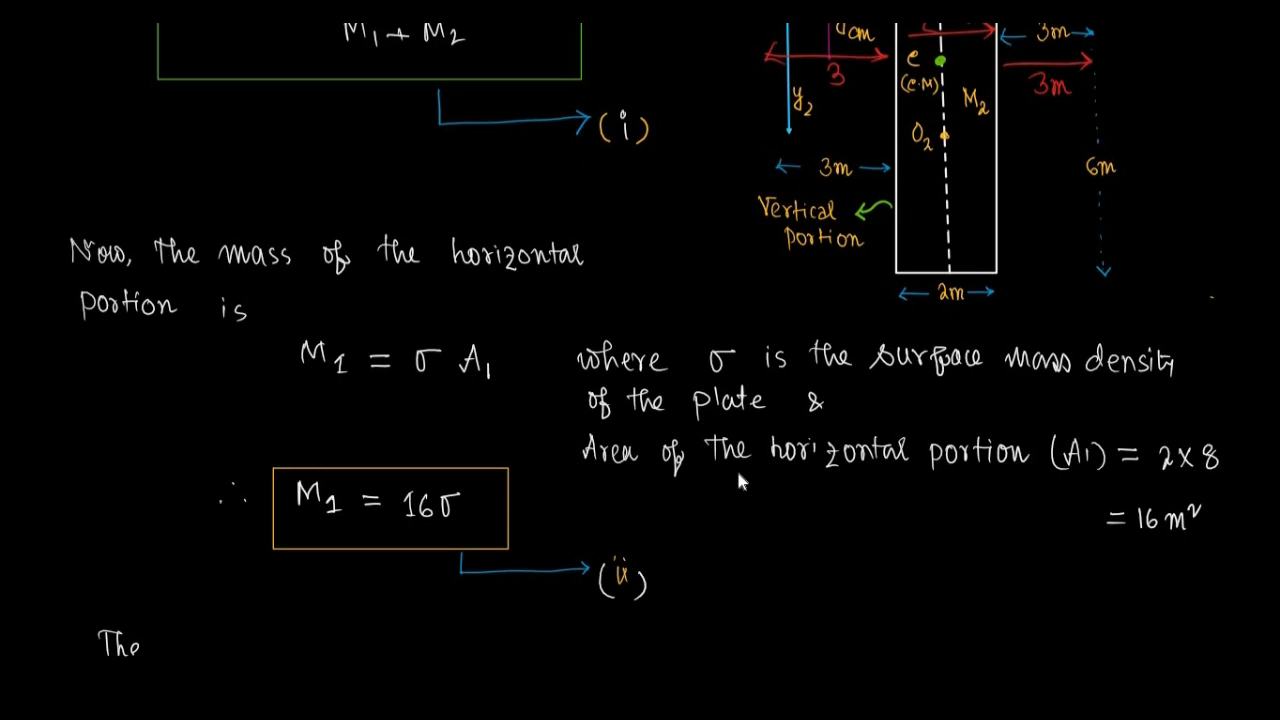 M₁ + M₂
(i)
cm
3m
3
e
(C.M)
3m
y₂
M₂
O₂
3m
6m
Vertical
portion
2m
Now, The mass of the horizontal
portion is
M₁ = σ A₁ where σ is the surface mass density
of the plate &
Area of the horizontal portion (A₁) = 2 × 8
= 16 m²
∴ M₁ = 16σ
(ii)
The